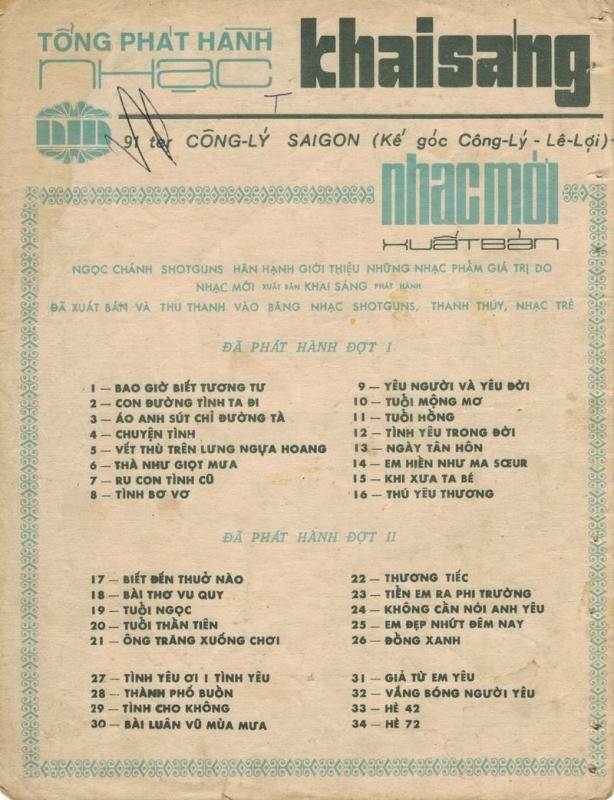 TỔNG PHÁT HÀNH
NHẠC
khaisáng
T
91 ter CÔNG-LÝ SAIGON (Kế góc Công-Lý - Lê-Lợi)
nhạcmới
XUẤT BẢN
NGỌC CHÁNH SHOTGUNS HÂN HẠNH GIỚI THIỆU NHỮNG NHẠC PHẨM GIÁ TRỊ DO
NHẠC MỚI XUẤT BẢN KHAI SÁNG PHÁT HÀNH
ĐÃ XUẤT BẢN VÀ THU THANH VÀO BĂNG NHẠC SHOTGUNS, THANH THÚY, NHẠC TRẺ
ĐÃ PHÁT HÀNH ĐỢT I
1 — BAO GIỜ BIẾT TƯƠNG TƯ
2 — CON ĐƯỜNG TÌNH TA ĐI
3 — ÁO ANH SÚT CHỈ ĐƯỜNG TÀ
4 — CHUYỆN TÌNH
5 — VẾT THÙ TRÊN LƯNG NGỰA HOANG
6 — THÀ NHƯ GIỌT MƯA
7 — RU CON TÌNH CŨ
8 — TÌNH BƠ VƠ
9 — YÊU NGƯỜI VÀ YÊU ĐỜI
10 — TUỔI MỘNG MƠ
11 — TUỔI HỒNG
12 — TÌNH YÊU TRONG ĐỜI
13 — NGÀY TÂN HÔN
14 — EM HIỀN NHƯ MA SŒUR
15 — KHI XƯA TA BÉ
16 — THÚ YÊU THƯƠNG
ĐÃ PHÁT HÀNH ĐỢT II
17 — BIẾT ĐẾN THUỞ NÀO
18 — BÀI THƠ VU QUY
19 — TUỔI NGỌC
20 — TUỔI THẦN TIÊN
21 — ÔNG TRĂNG XUỐNG CHƠI
22 — THƯƠNG TIẾC
23 — TIỄN EM RA PHI TRƯỜNG
24 — KHÔNG CẦN NÓI ANH YÊU
25 — EM ĐẸP NHỨT ĐÊM NAY
26 — ĐỒNG XANH
27 — TÌNH YÊU ƠI ! TÌNH YÊU
28 — THÀNH PHỐ BUỒN
29 — TÌNH CHO KHÔNG
30 — BÀI LUÂN VŨ MÙA MƯA
31 — GIẢ TỪ EM YÊU
32 — VẮNG BÓNG NGƯỜI YÊU
33 — HÈ 42
34 — HÈ 72